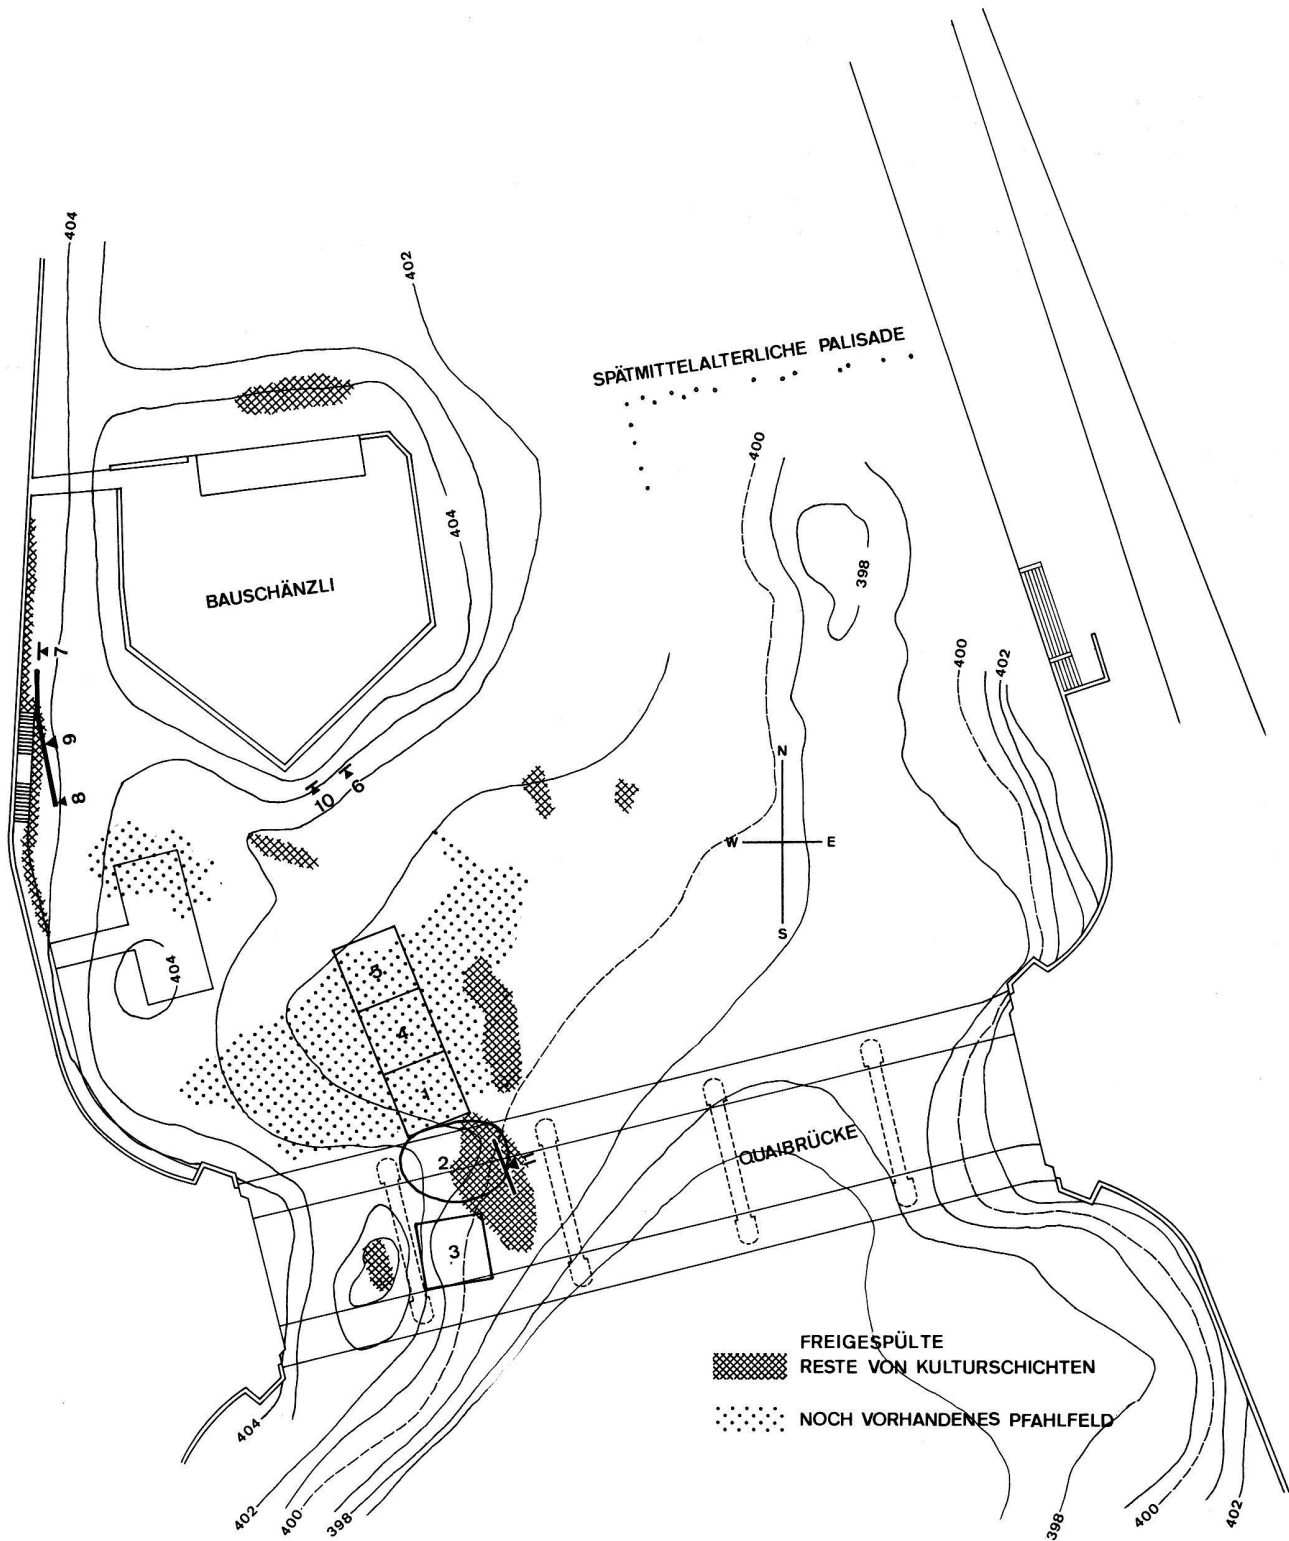 404
402
SPÄTMITTELALTERLICHE PALISADE
400
404
398
BAUSCHÄNZLI
7
400
402
9
8
N
10
6
W
E
S
404
5
4
1
2
11
QUAIBRÜCKE
3
FREIGESPÜLTE
RESTE VON KULTURSCHICHTEN
NOCH VORHANDENES PFAHLFELD
404
402
400
398
398
400
402